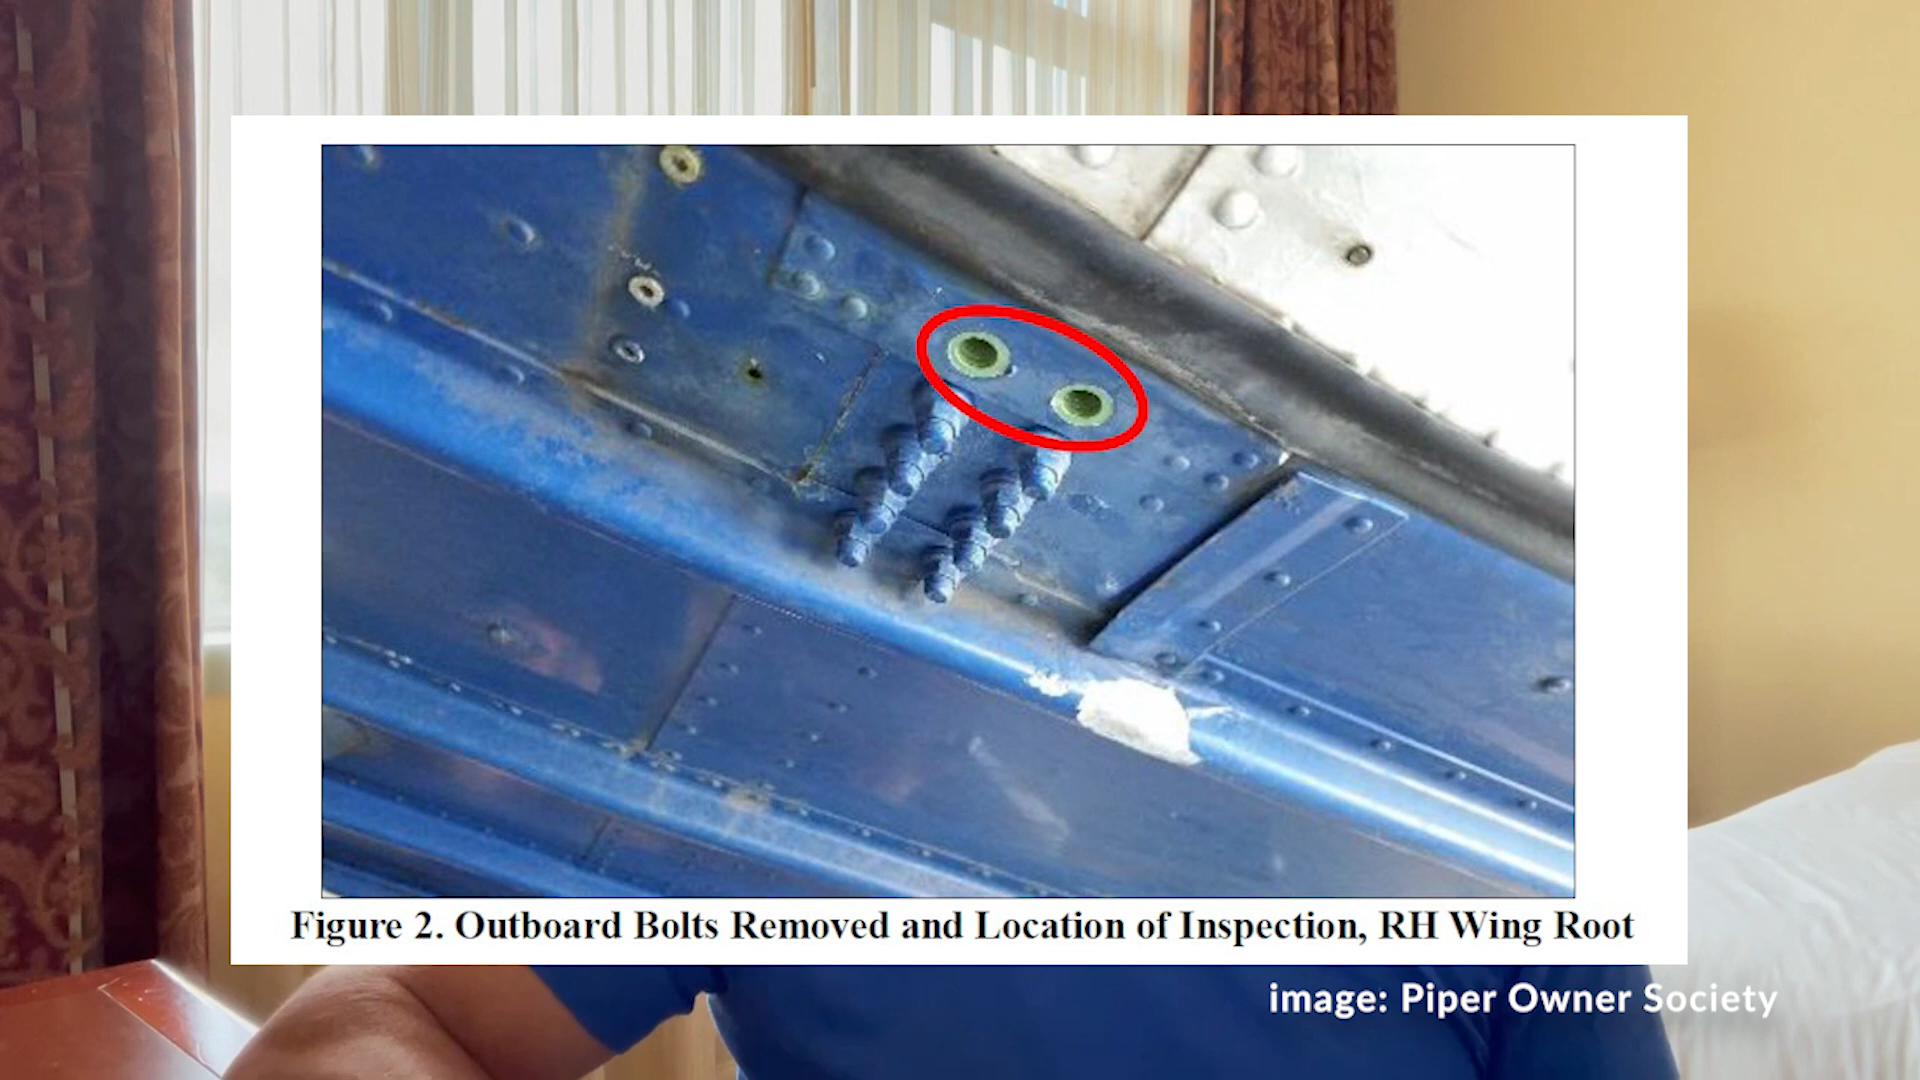 Figure 2. Outboard Bolts Removed and Location of Inspection, RH Wing Root
image: Piper Owner Society